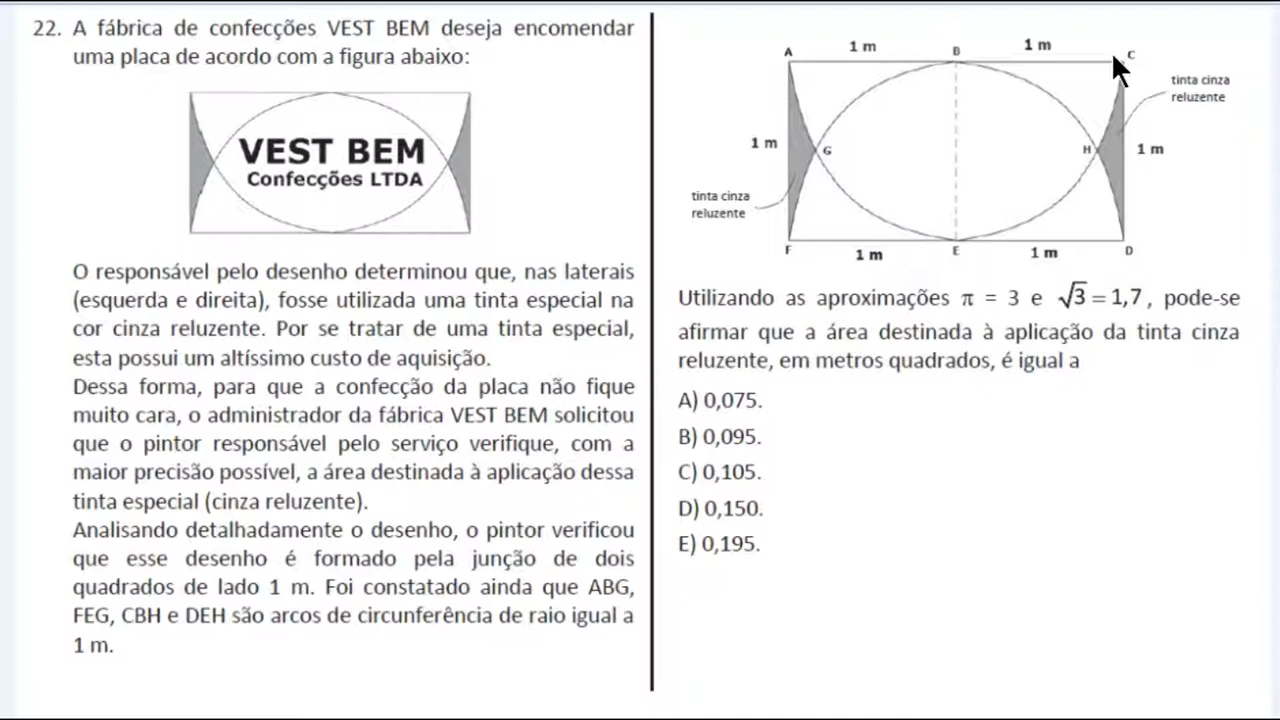 22. A fábrica de confecções VEST BEM deseja encomendar
uma placa de acordo com a figura abaixo:
VEST BEM
Confecções LTDA
O responsável pelo desenho determinou que, nas laterais
(esquerda e direita), fosse utilizada uma tinta especial na
cor cinza reluzente. Por se tratar de uma tinta especial,
esta possui um altíssimo custo de aquisição.
Dessa forma, para que a confecção da placa não fique
muito cara, o administrador da fábrica VEST BEM solicitou
que o pintor responsável pelo serviço verifique, com a
maior precisão possível, a área destinada à aplicação dessa
tinta especial (cinza reluzente).
Analisando detalhadamente o desenho, o pintor verificou
que esse desenho é formado pela junção de dois
quadrados de lado 1 m. Foi constatado ainda que ABG,
FEG, CBH e DEH são arcos de circunferência de raio igual a
1 m.
A 1 m B 1 m C
tinta cinza
reluzente
1 m G H 1 m
tinta cinza
reluzente
F 1 m E 1 m D
Utilizando as aproximações π = 3 e √3 = 1,7, pode-se
afirmar que a área destinada à aplicação da tinta cinza
reluzente, em metros quadrados, é igual a
A) 0,075.
B) 0,095.
C) 0,105.
D) 0,150.
E) 0,195.